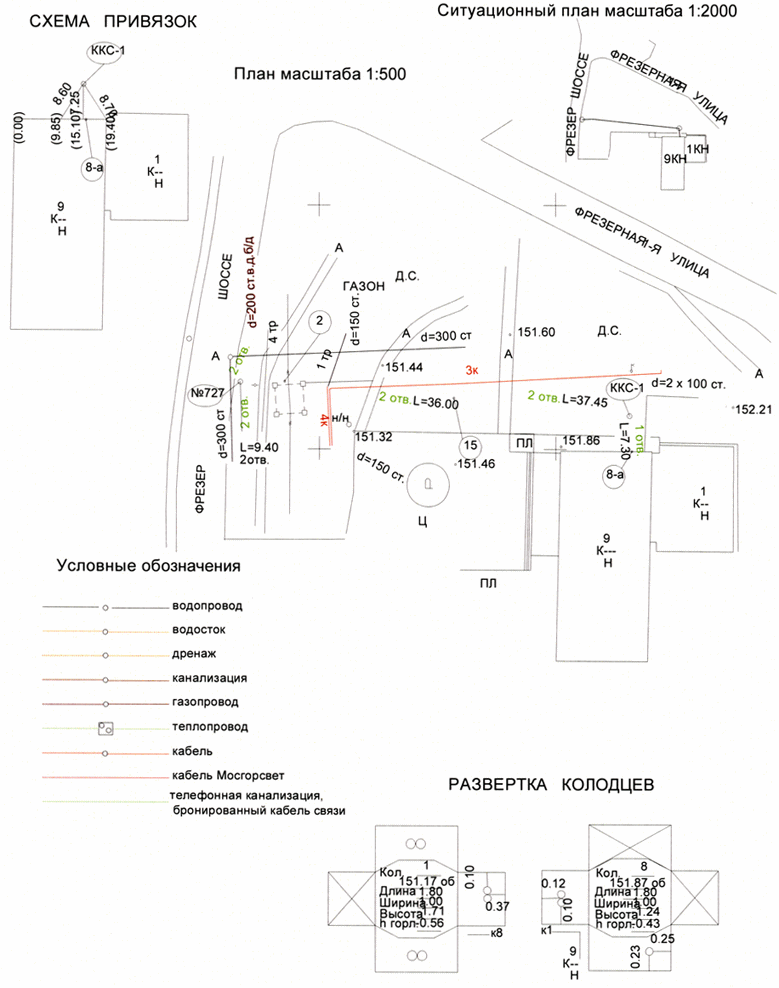 СХЕМА ПРИВЯЗОК
ККС-1
8.60
7.25
8.70
(0.00)
(9.85)
(15.10)
(19.40)
8-а
1
К--
Н
9
К--
Н
План масштаба 1:500
Ситуационный план масштаба 1:2000
ФРЕЗЕР ШОССЕ
ФРЕЗЕРНАЯ 1-Я УЛИЦА
9КН
1КН
ФРЕЗЕРНАЯ 1-Я УЛИЦА
ШОССЕ
d=200 ст.в.д.б/д
А
ГАЗОН
Д.С.
2
4 тр
1 тр
d=150 ст.
А
d=300 ст
151.60
Д.С.
А
А
2 отв.
151.44
3к
№727
2 отв.
4к
н/н
2 отв.
L=36.00
2 отв.
L=37.45
ККС-1
d=2 x 100 ст.
А
152.21
d=300 ст
L=9.40
2отв.
151.32
d=150 ст.
15
151.46
ПЛ
151.86
L=7.30
1 отв.
8-а
ФРЕЗЕР
Ц
ПЛ
9
К---
Н
1
К--
Н
Условные обозначения
водопровод
водосток
дренаж
канализация
газопровод
теплопровод
кабель
кабель Мосгорсвет
телефонная канализация,
бронированный кабель связи
РАЗВЕРТКА КОЛОДЦЕВ
Кол. 1
151.17 об
Длина 1.80
Ширина 1.00
Высота 1.71
h горл-0.56
0.10
0.37
к8
Кол. 8
151.87 об
Длина 1.80
Ширина 1.00
Высота 1.24
h горл-0.43
0.12
0.10
к1
9
К--
Н
0.25
0.23